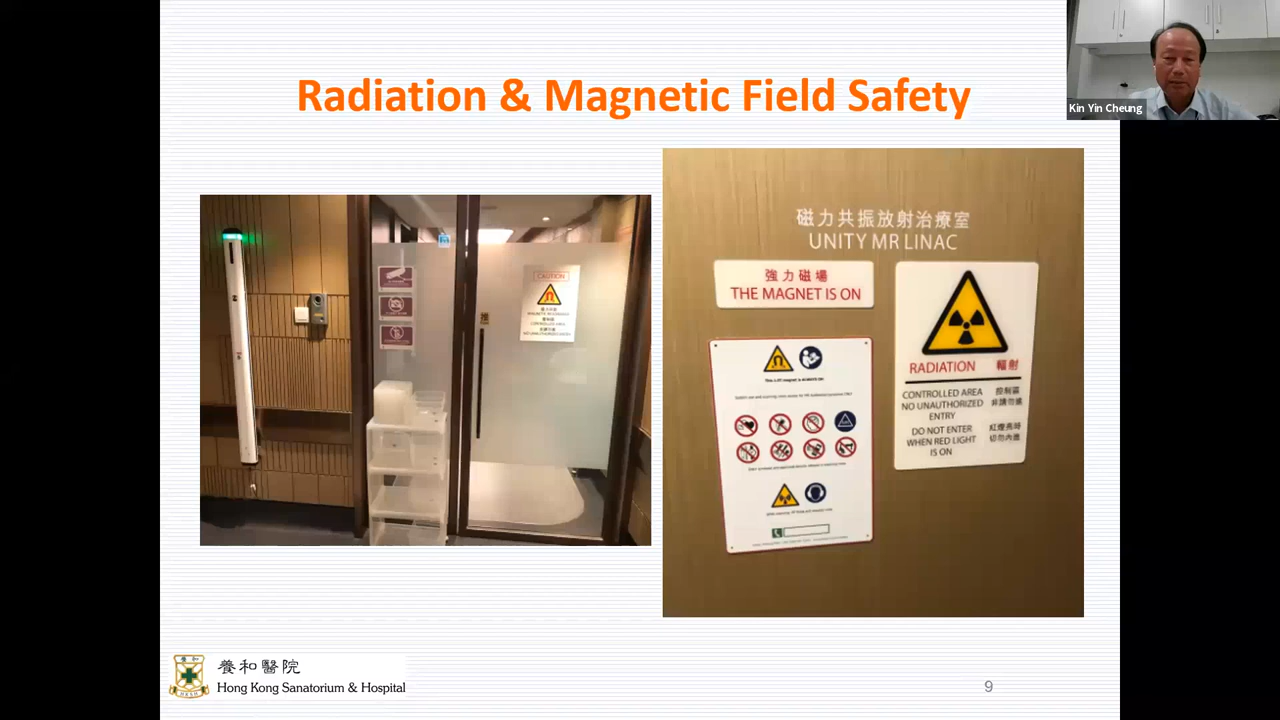 Radiation & Magnetic Field Safety
Kin Yin Cheung
CAUTION
磁力共振放射治療室
UNITY MR LINAC
強力磁場
THE MAGNET IS ON
RADIATION 輻射
CONTROLLED AREA
NO UNAUTHORIZED
ENTRY
控制區
非請勿進
DO NOT ENTER
WHEN RED LIGHT
IS ON
紅燈亮時
切勿內進
養和醫院
Hong Kong Sanatorium & Hospital
9